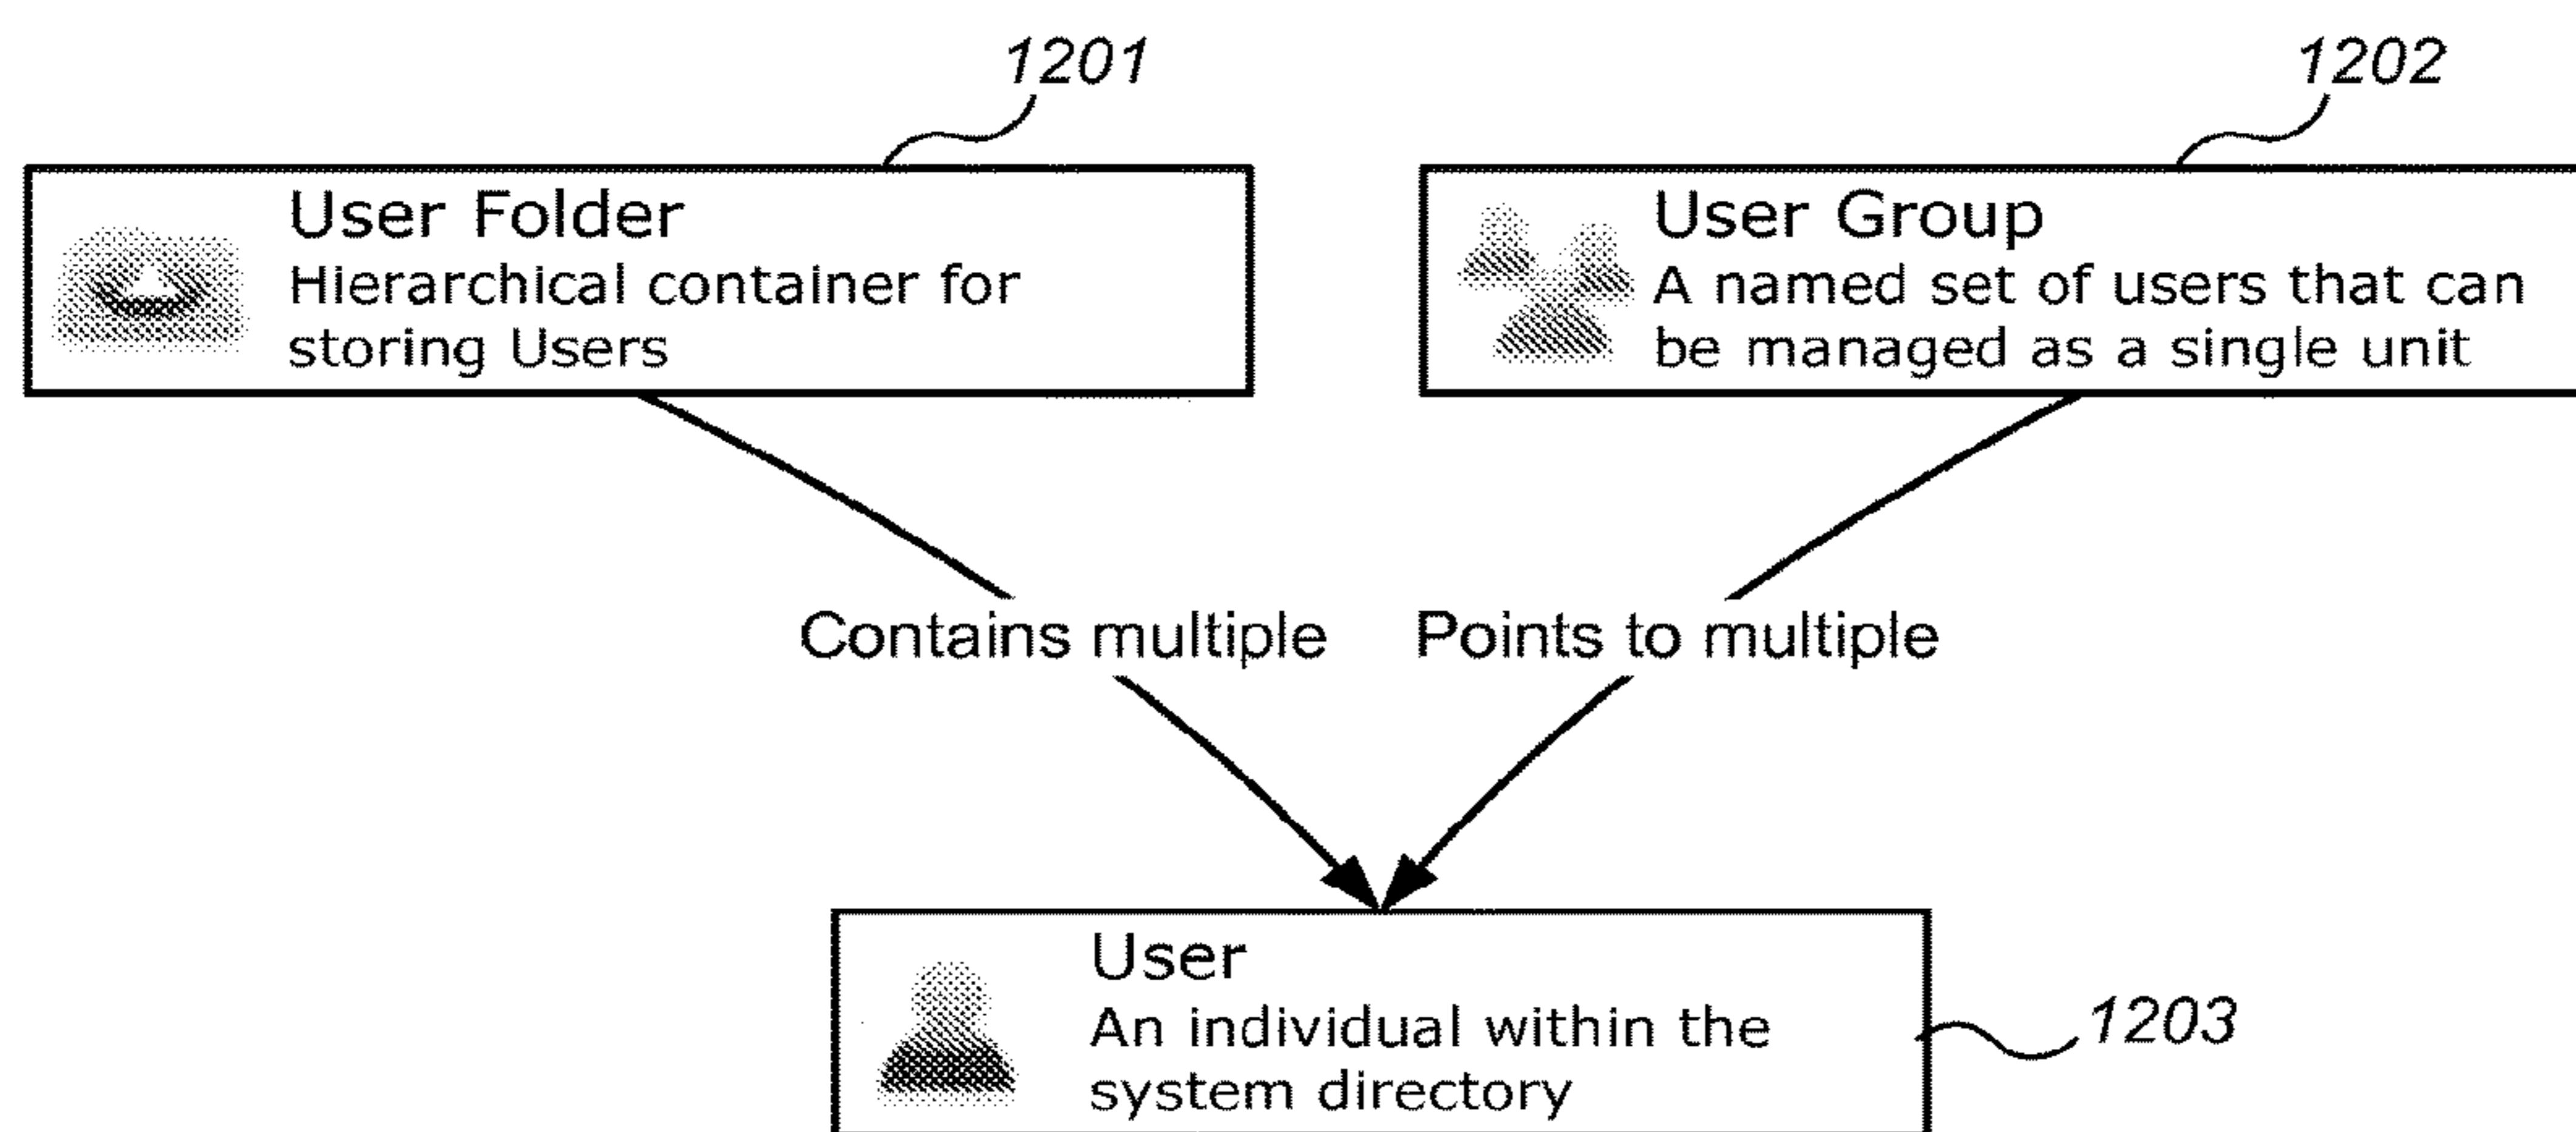 1201
1202
User Folder
Hierarchical container for
storing Users
User Group
A named set of users that can
be managed as a single unit
Contains multiple
Points to multiple
User
An individual within the
system directory
1203